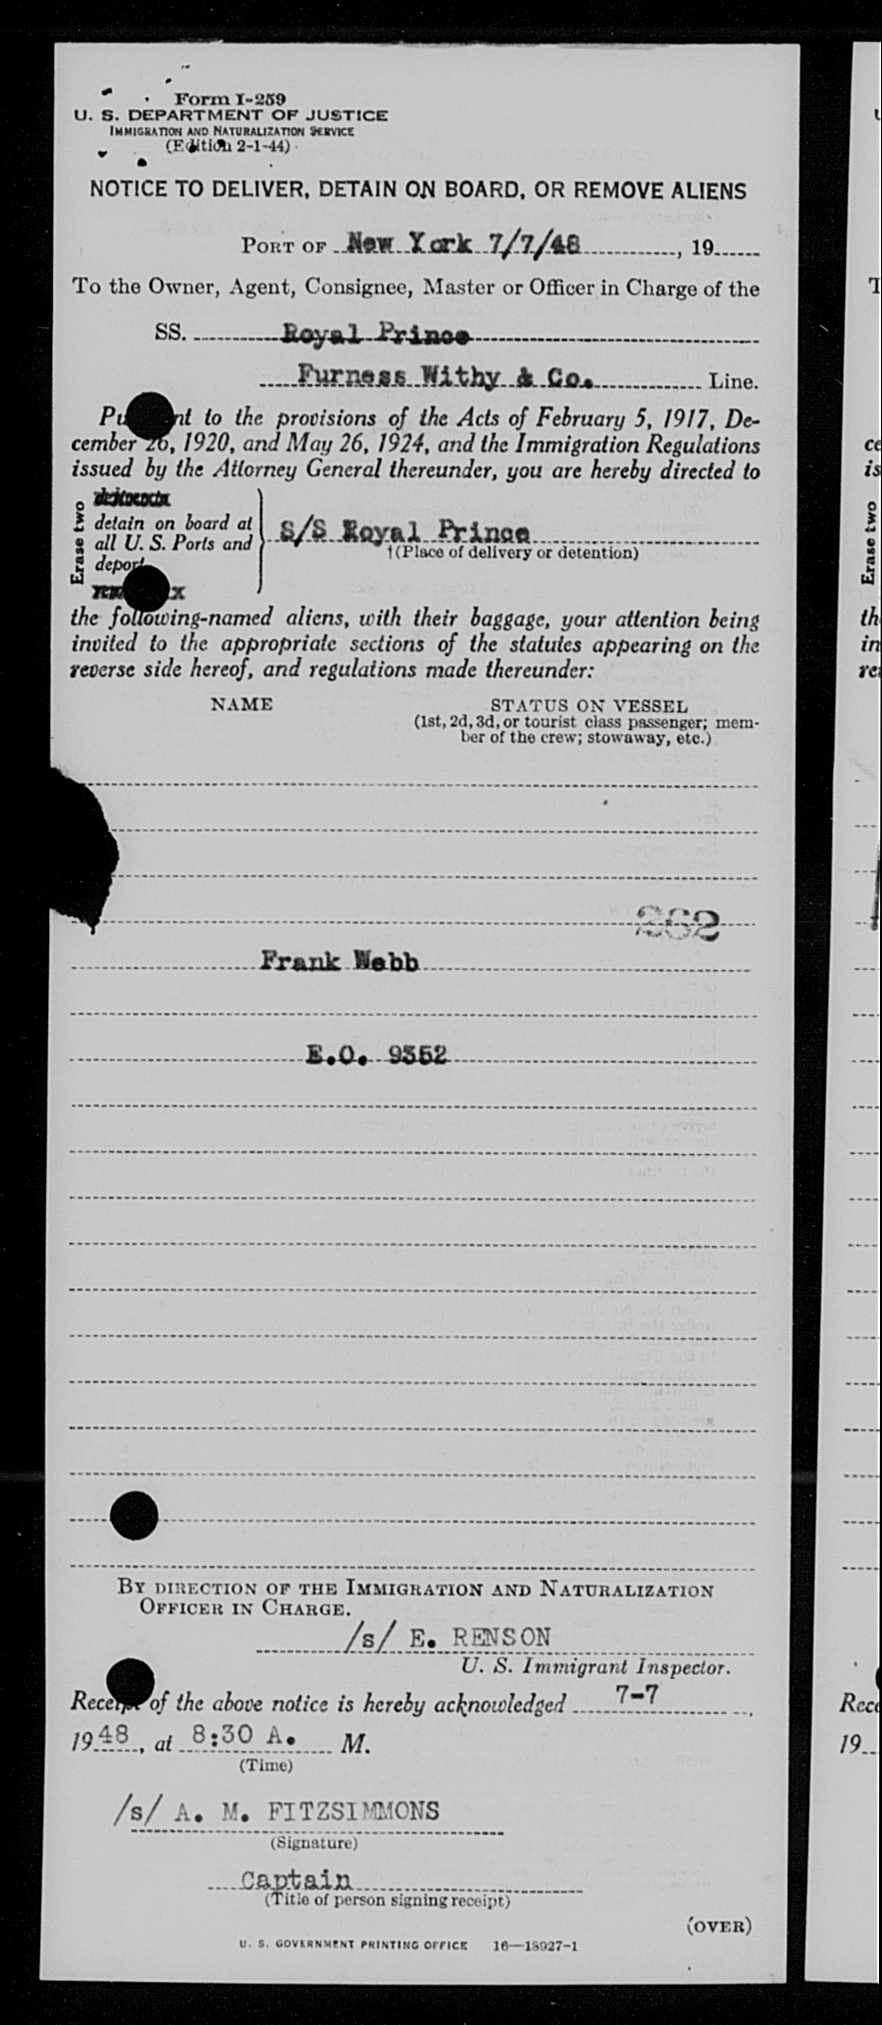 Form I-259
U. S. DEPARTMENT OF JUSTICE
IMMIGRATION AND NATURALIZATION SERVICE
(Edition 2-1-44)
NOTICE TO DELIVER, DETAIN ON BOARD, OR REMOVE ALIENS
PORT OF New York 7/7/48, 19
To the Owner, Agent, Consignee, Master or Officer in Charge of the
SS. Royal Prince
Furness Withy & Co. Line.
to the provisions of the Acts of February 5, 1917, De-
cember 26, 1920, and May 26, 1924, and the Immigration Regulations
issued by the Attorney General thereunder, you are hereby directed to
Erase two
detain on board at
all U. S. Ports and
deport
S/S Royal Prince
†(Place of delivery or detention)
the following-named aliens, with their baggage, your attention being
invited to the appropriate sections of the statutes appearing on the
reverse side hereof, and regulations made thereunder:
NAME STATUS ON VESSEL
(1st, 2d, 3d, or tourist class passenger; mem-
ber of the crew; stowaway, etc.)
262
Frank Webb
E.O. 9352
BY DIRECTION OF THE IMMIGRATION AND NATURALIZATION
OFFICER IN CHARGE.
/s/ E. RENSON
U. S. Immigrant Inspector.
Receipt of the above notice is hereby acknowledged 7-7
1948, at 8:30 A. M.
(Time)
/s/ A. M. FITZSIMMONS
(Signature)
Captain
(Title of person signing receipt)
(OVER)
U. S. GOVERNMENT PRINTING OFFICE 16—18927-1